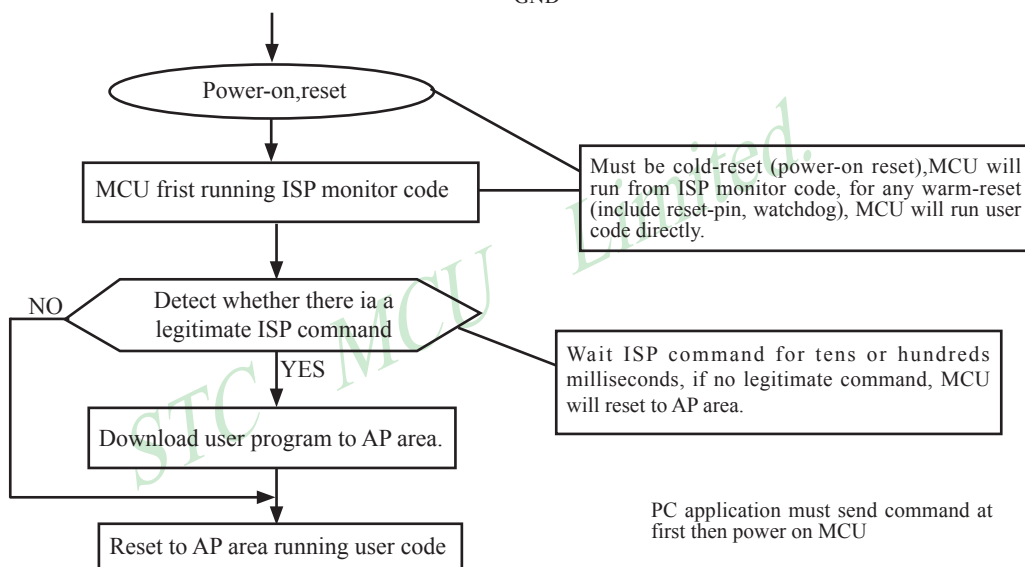 GND
Power-on,reset
MCU frist running ISP monitor code
Must be cold-reset (power-on reset),MCU will
run from ISP monitor code, for any warm-reset
(include reset-pin, watchdog), MCU will run user
code directly.
NO
Detect whether there ia a
legitimate ISP command
YES
Wait ISP command for tens or hundreds
milliseconds, if no legitimate command, MCU
will reset to AP area.
Download user program to AP area.
PC application must send command at
first then power on MCU
Reset to AP area running user code
STC MCU Limited.